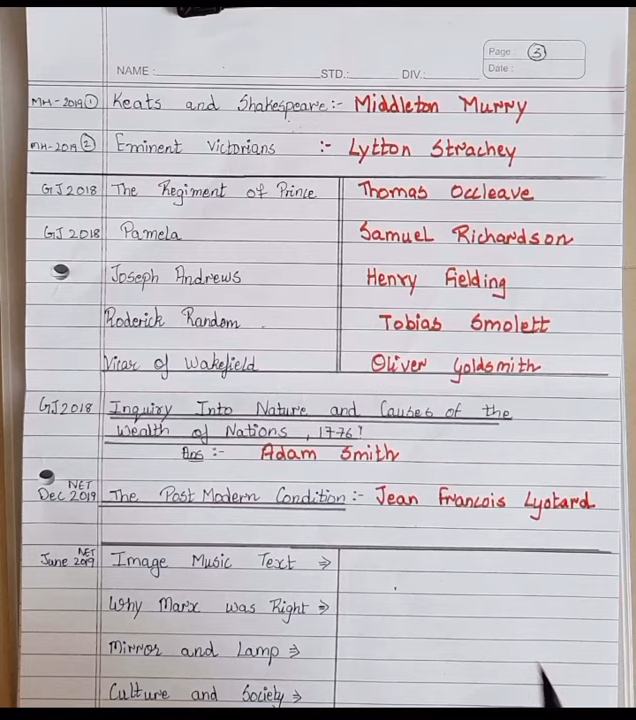 Page : 3
Date :
NAME : STD.: DIV.:
MH-2019 ① Keats and Shakespeare :- Middleton Murry
MH-2019 ② Eminent Victorians :- Lytton Strachey
GJ 2018 The Regiment of Prince Thomas Occleave
GJ 2018 Pamela Samuel Richardson
Joseph Andrews Henry Fielding
Roderick Random Tobias Smolett
Vicar of Wakefield Oliver Goldsmith
GJ 2018 Inquiry Into Nature and Causes of the
Wealth of Nations , 1776!
Ans :- Adam Smith
NET
Dec 2019 The Post Modern Condition :- Jean Francois Lyotard
NET
June 2019 Image Music Text ⇒
Why Marx was Right ⇒
Mirror and Lamp ⇒
Culture and Society ⇒